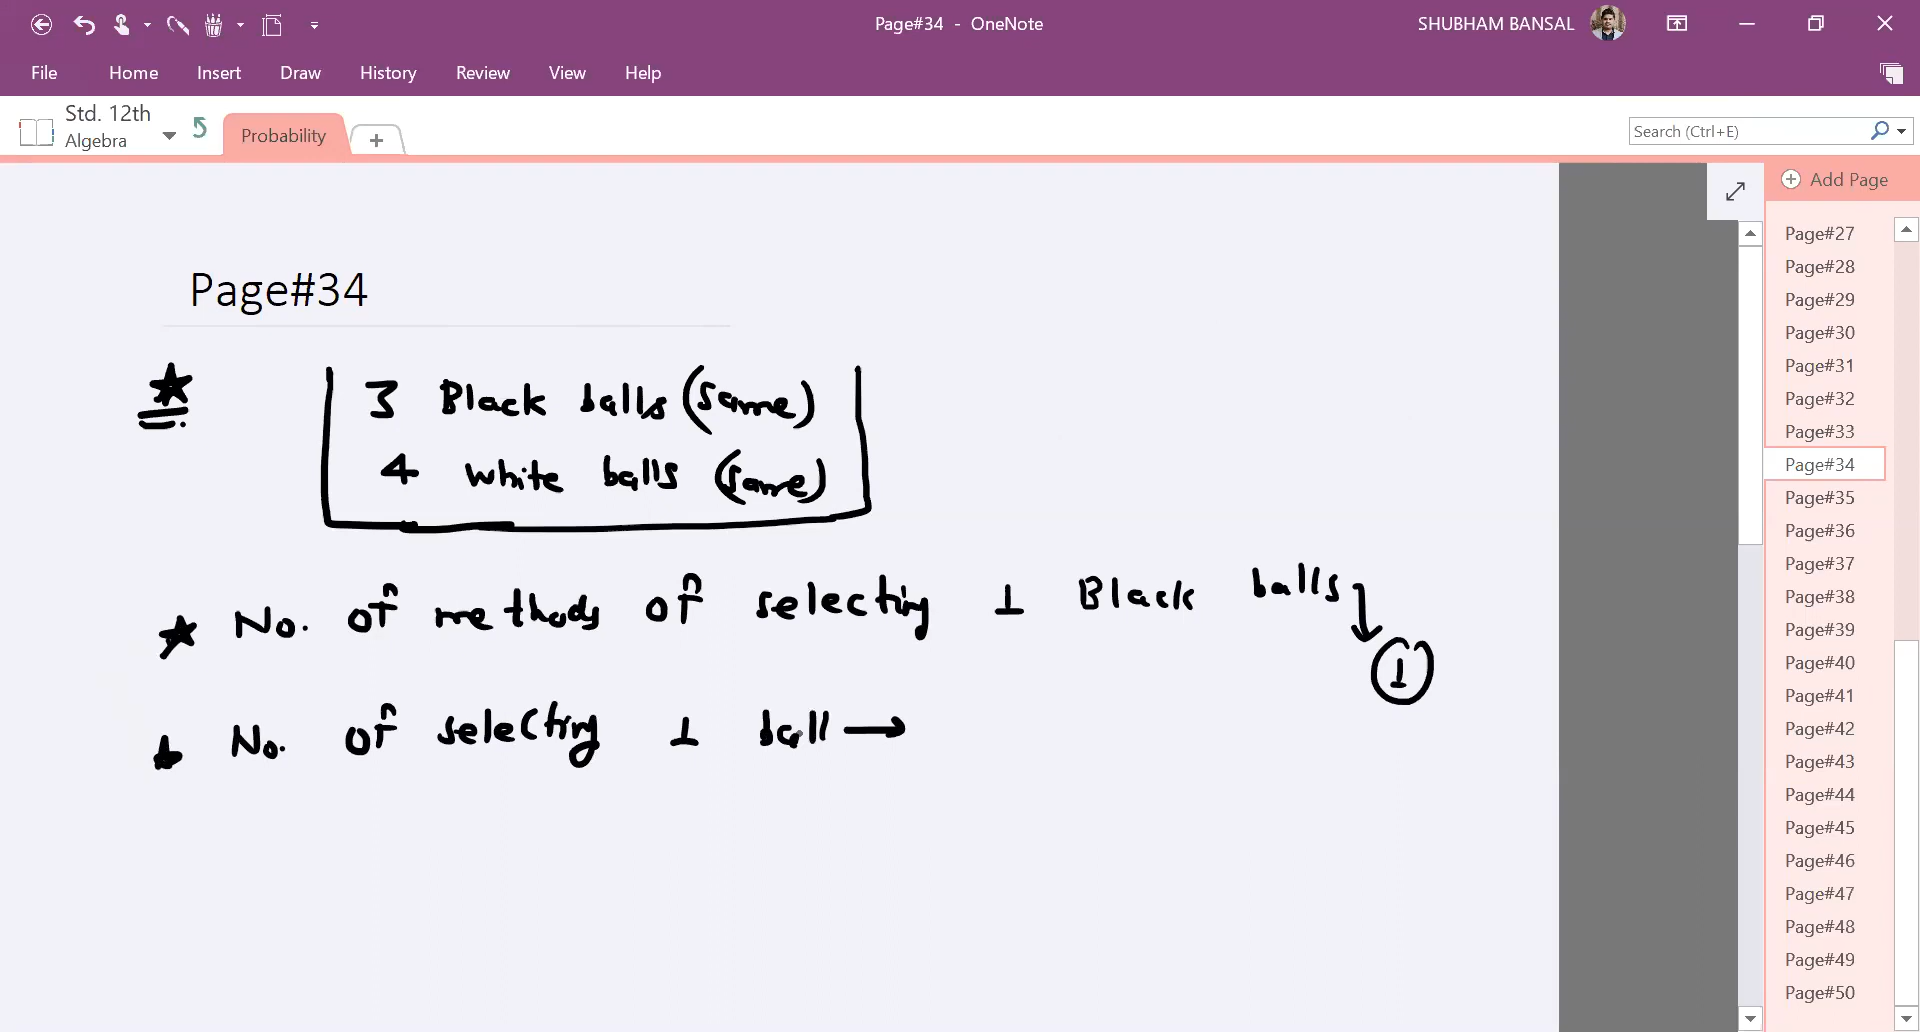 Page#34 - OneNote
SHUBHAM BANSAL
File Home Insert Draw History Review View Help
Std. 12th
Algebra
Probability
Search (Ctrl+E)
Add Page
Page#34
3 Black balls (same)
4 white balls (same)
No. of methods of selecting 1 Black balls
1
No. of selecting 1 ball →
Page#27
Page#28
Page#29
Page#30
Page#31
Page#32
Page#33
Page#34
Page#35
Page#36
Page#37
Page#38
Page#39
Page#40
Page#41
Page#42
Page#43
Page#44
Page#45
Page#46
Page#47
Page#48
Page#49
Page#50